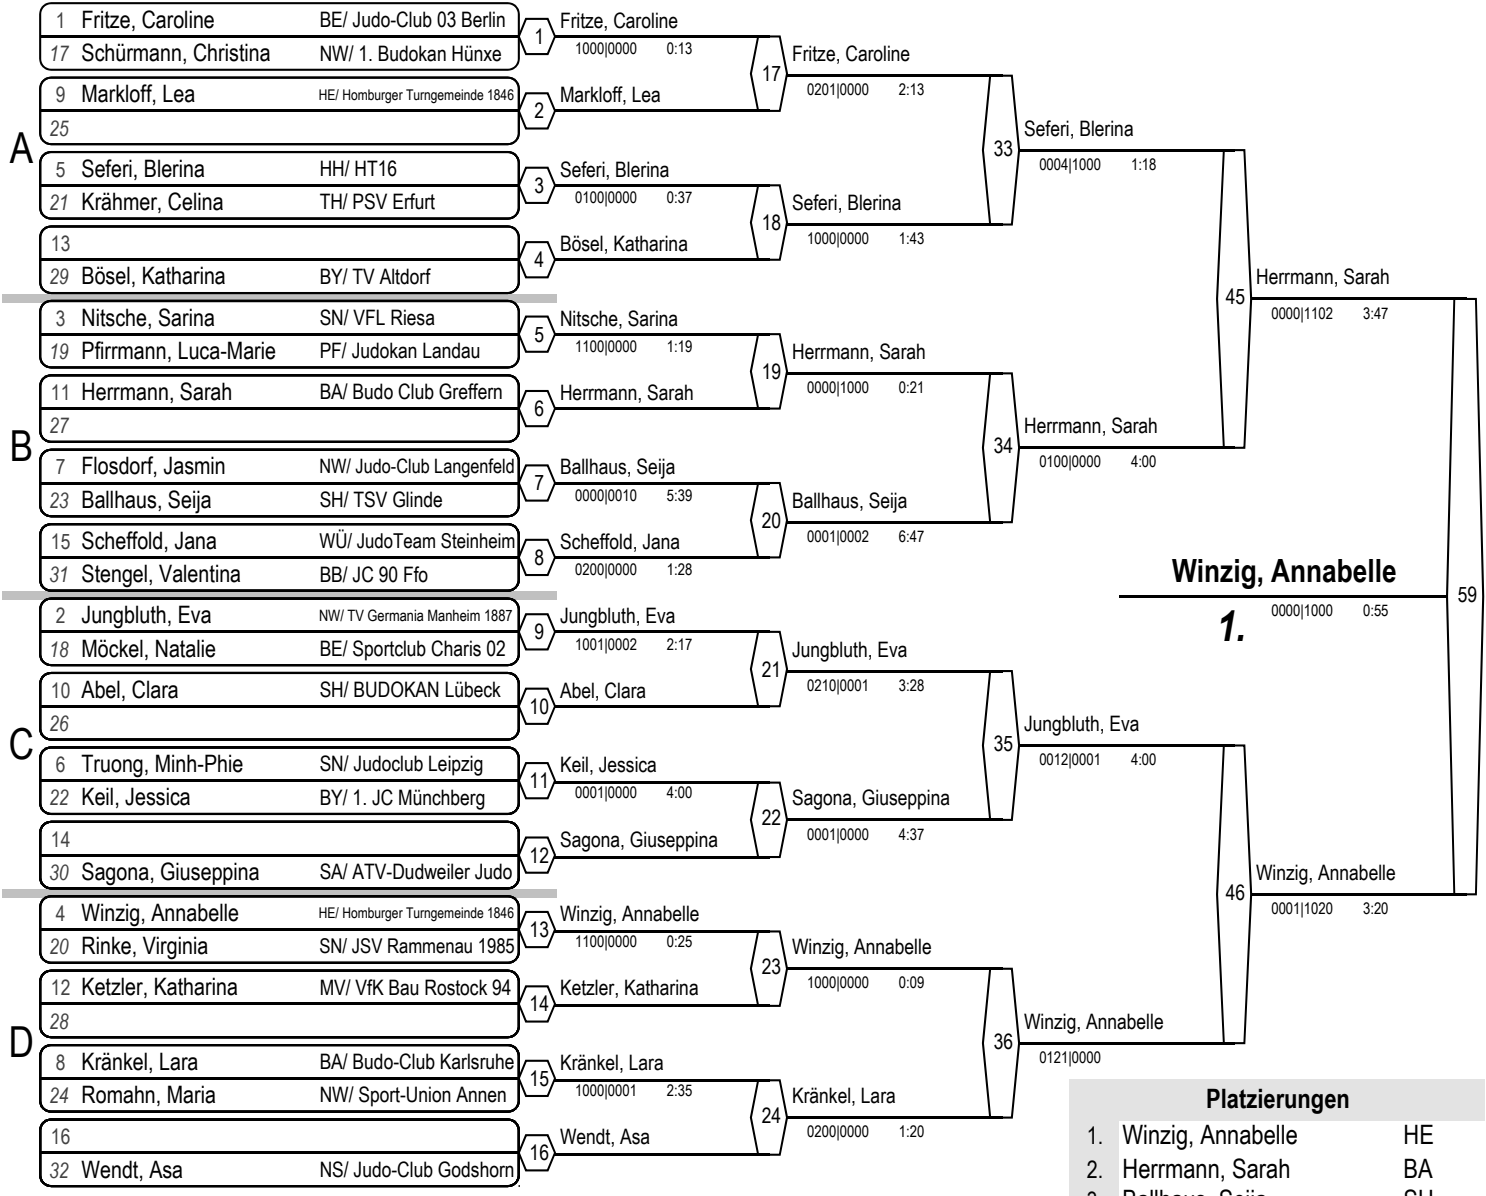 1 Fritze, Caroline BE/ Judo-Club 03 Berlin
17 Schürmann, Christina NW/ 1. Budokan Hünxe
9 Markloff, Lea HE/ Homburger Turngemeinde 1846
25
A
5 Seferi, Blerina HH/ HT16
21 Krähmer, Celina TH/ PSV Erfurt
13
29 Bösel, Katharina BY/ TV Altdorf
3 Nitsche, Sarina SN/ VFL Riesa
19 Pfirrmann, Luca-Marie PF/ Judokan Landau
11 Herrmann, Sarah BA/ Budo Club Greffern
27
B
7 Flosdorf, Jasmin NW/ Judo-Club Langenfeld
23 Ballhaus, Seija SH/ TSV Glinde
15 Scheffold, Jana WÜ/ JudoTeam Steinheim
31 Stengel, Valentina BB/ JC 90 Ffo
2 Jungbluth, Eva NW/ TV Germania Manheim 1887
18 Möckel, Natalie BE/ Sportclub Charis 02
10 Abel, Clara SH/ BUDOKAN Lübeck
26
C
6 Truong, Minh-Phie SN/ Judoclub Leipzig
22 Keil, Jessica BY/ 1. JC Münchberg
14
30 Sagona, Giuseppina SA/ ATV-Dudweiler Judo
4 Winzig, Annabelle HE/ Homburger Turngemeinde 1846
20 Rinke, Virginia SN/ JSV Rammenau 1985
12 Ketzler, Katharina MV/ VfK Bau Rostock 94
28
D
8 Kränkel, Lara BA/ Budo-Club Karlsruhe
24 Romahn, Maria NW/ Sport-Union Annen
16
32 Wendt, Asa NS/ Judo-Club Godshorn
1 Fritze, Caroline
1000|0000 0:13
2 Markloff, Lea
3 Seferi, Blerina
0100|0000 0:37
4 Bösel, Katharina
5 Nitsche, Sarina
1100|0000 1:19
6 Herrmann, Sarah
7 Ballhaus, Seija
0000|0010 5:39
8 Scheffold, Jana
0200|0000 1:28
9 Jungbluth, Eva
1001|0002 2:17
10 Abel, Clara
11 Keil, Jessica
0001|0000 4:00
12 Sagona, Giuseppina
13 Winzig, Annabelle
1100|0000 0:25
14 Ketzler, Katharina
15 Kränkel, Lara
1000|0001 2:35
16 Wendt, Asa
17 Fritze, Caroline
0201|0000 2:13
18 Seferi, Blerina
1000|0000 1:43
19 Herrmann, Sarah
0000|1000 0:21
20 Ballhaus, Seija
0001|0002 6:47
21 Jungbluth, Eva
0210|0001 3:28
22 Sagona, Giuseppina
0001|0000 4:37
23 Winzig, Annabelle
1000|0000 0:09
24 Kränkel, Lara
0200|0000 1:20
33 Seferi, Blerina
0004|1000 1:18
34 Herrmann, Sarah
0100|0000 4:00
35 Jungbluth, Eva
0012|0001 4:00
36 Winzig, Annabelle
0121|0000
45 Herrmann, Sarah
0000|1102 3:47
46 Winzig, Annabelle
0001|1020 3:20
Winzig, Annabelle
59
1. 0000|1000 0:55
Platzierungen
1. Winzig, Annabelle HE
2. Herrmann, Sarah BA